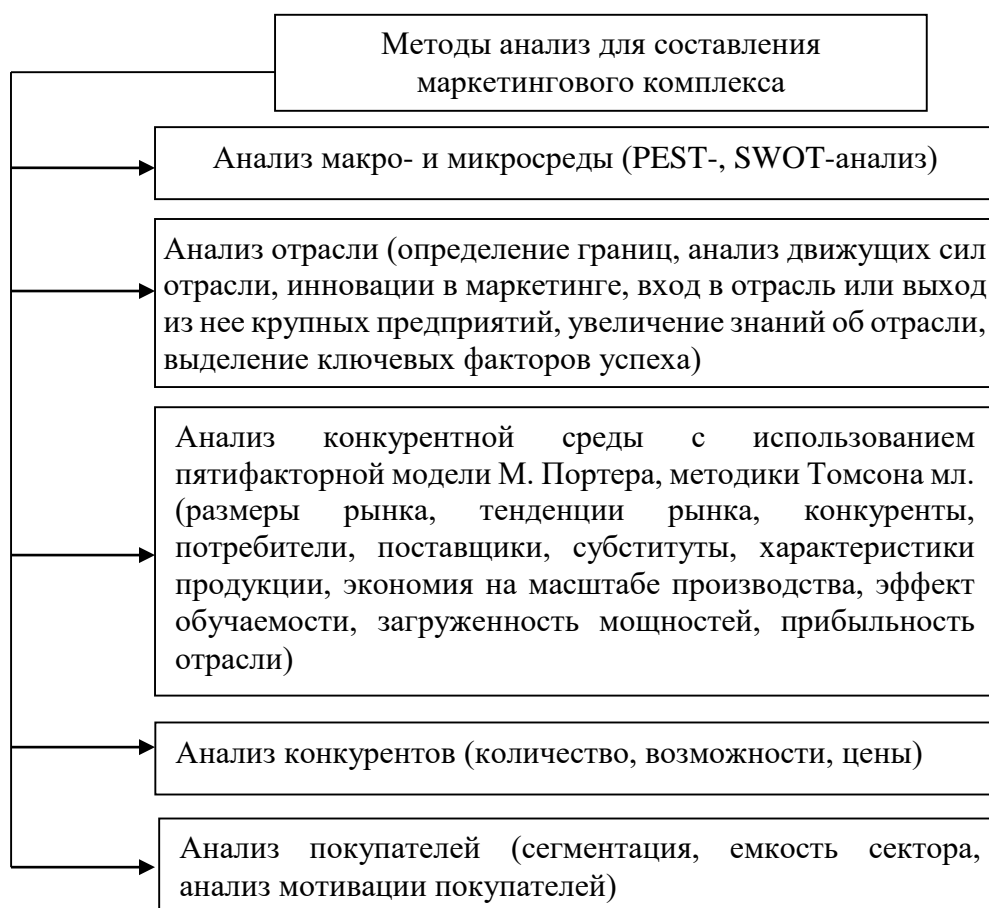 Методы анализ для составления
маркетингового комплекса
Анализ макро- и микросреды (PEST-, SWOT-анализ)
Анализ отрасли (определение границ, анализ движущих сил
отрасли, инновации в маркетинге, вход в отрасль или выход
из нее крупных предприятий, увеличение знаний об отрасли,
выделение ключевых факторов успеха)
Анализ конкурентной среды с использованием
пятифакторной модели М. Портера, методики Томсона мл.
(размеры рынка, тенденции рынка, конкуренты,
потребители, поставщики, субституты, характеристики
продукции, экономия на масштабе производства, эффект
обучаемости, загруженность мощностей, прибыльность
отрасли)
Анализ конкурентов (количество, возможности, цены)
Анализ покупателей (сегментация, емкость сектора,
анализ мотивации покупателей)